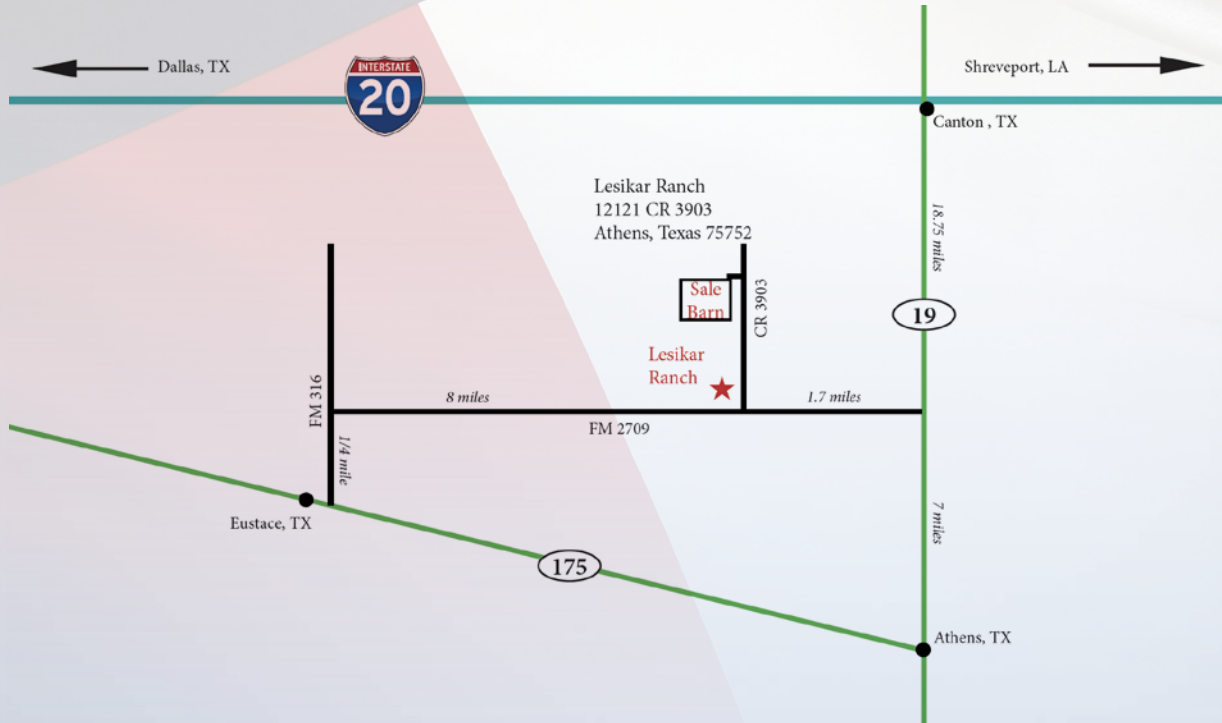 Dallas, TX
INTERSTATE
20
Shreveport, LA
Canton , TX
Lesikar Ranch
12121 CR 3903
Athens, Texas 75752
18.75 miles
Sale
Barn
CR 3903
19
Lesikar
Ranch
FM 316
8 miles
1.7 miles
FM 2709
1/4 mile
Eustace, TX
7 miles
175
Athens, TX